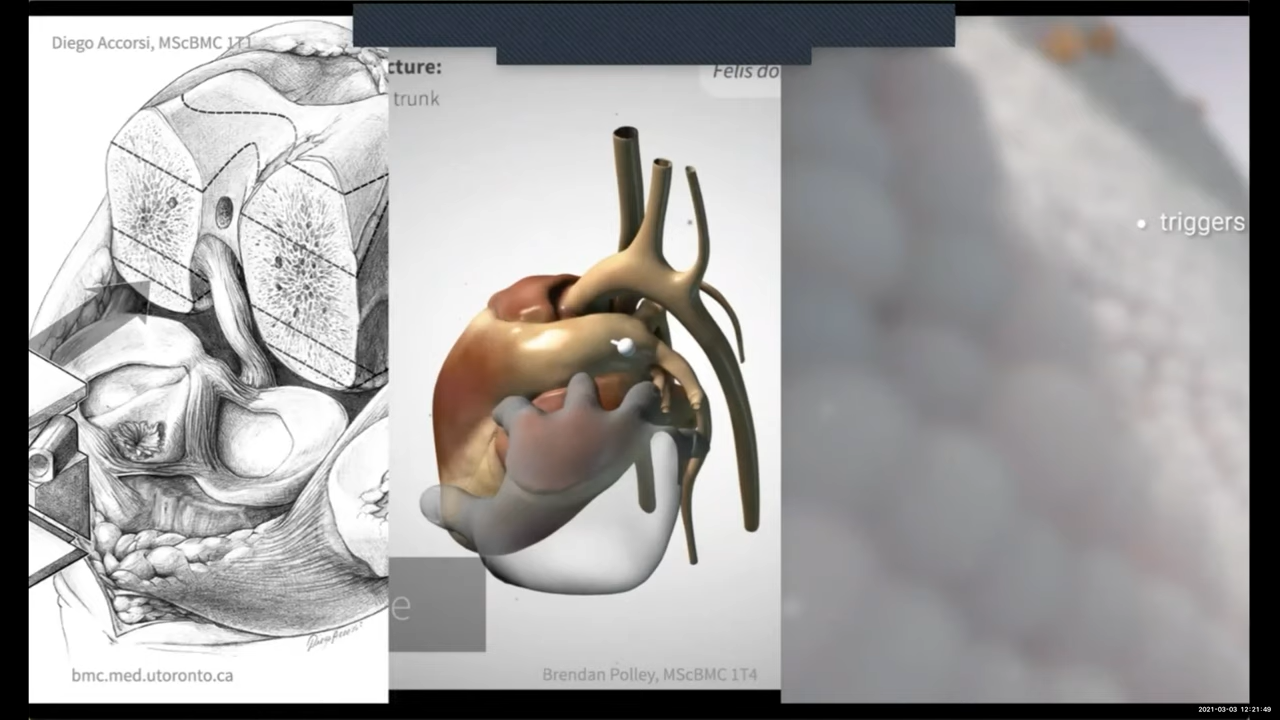 Diego Accorsi, MScBMC 1T1
cture:
trunk
Felis do
triggers
e
bmc.med.utoronto.ca
Brendan Polley, MScBMC 1T4
2021-03-03 12:21:49